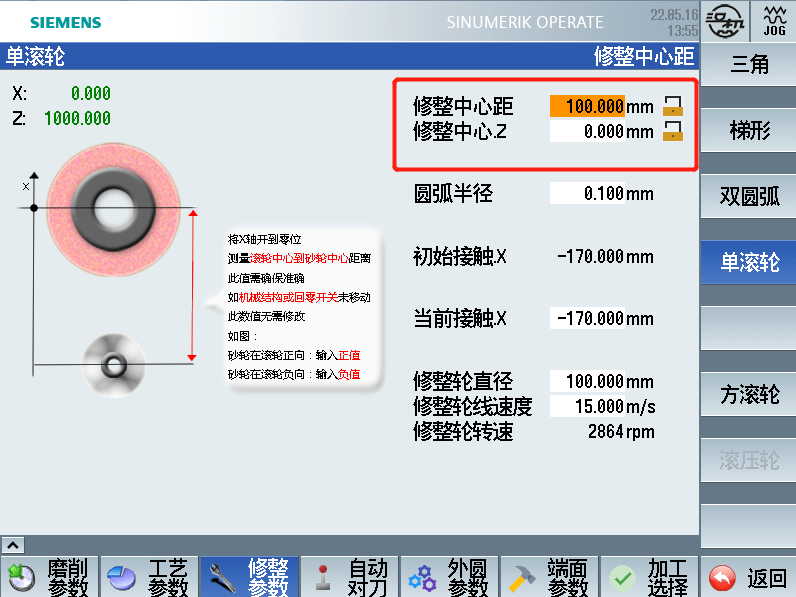 SIEMENS
SINUMERIK OPERATE
22.05.16
13:55
汉机
JOG
单滚轮
修整中心距
三角
X: 0.000
Z: 1000.000
修整中心距 100.000 mm
修整中心.Z 0.000 mm
梯形
X
圆弧半径 0.100 mm
双圆弧
将X轴开到零位
测量滚轮中心到砂轮中心距离
此值需确保准确
如机械结构或回零开关未移动
此数值无需修改
如图：
砂轮在滚轮正向：输入正值
砂轮在滚轮负向：输入负值
初始接触.X -170.000 mm
单滚轮
当前接触.X -170.000 mm
修整轮直径 100.000 mm
修整轮线速度 15.000 m/s
修整轮转速 2864 rpm
方滚轮
滚压轮
磨削
参数
工艺
参数
修整
参数
自动
对刀
外圆
参数
端面
参数
加工
选择
返回